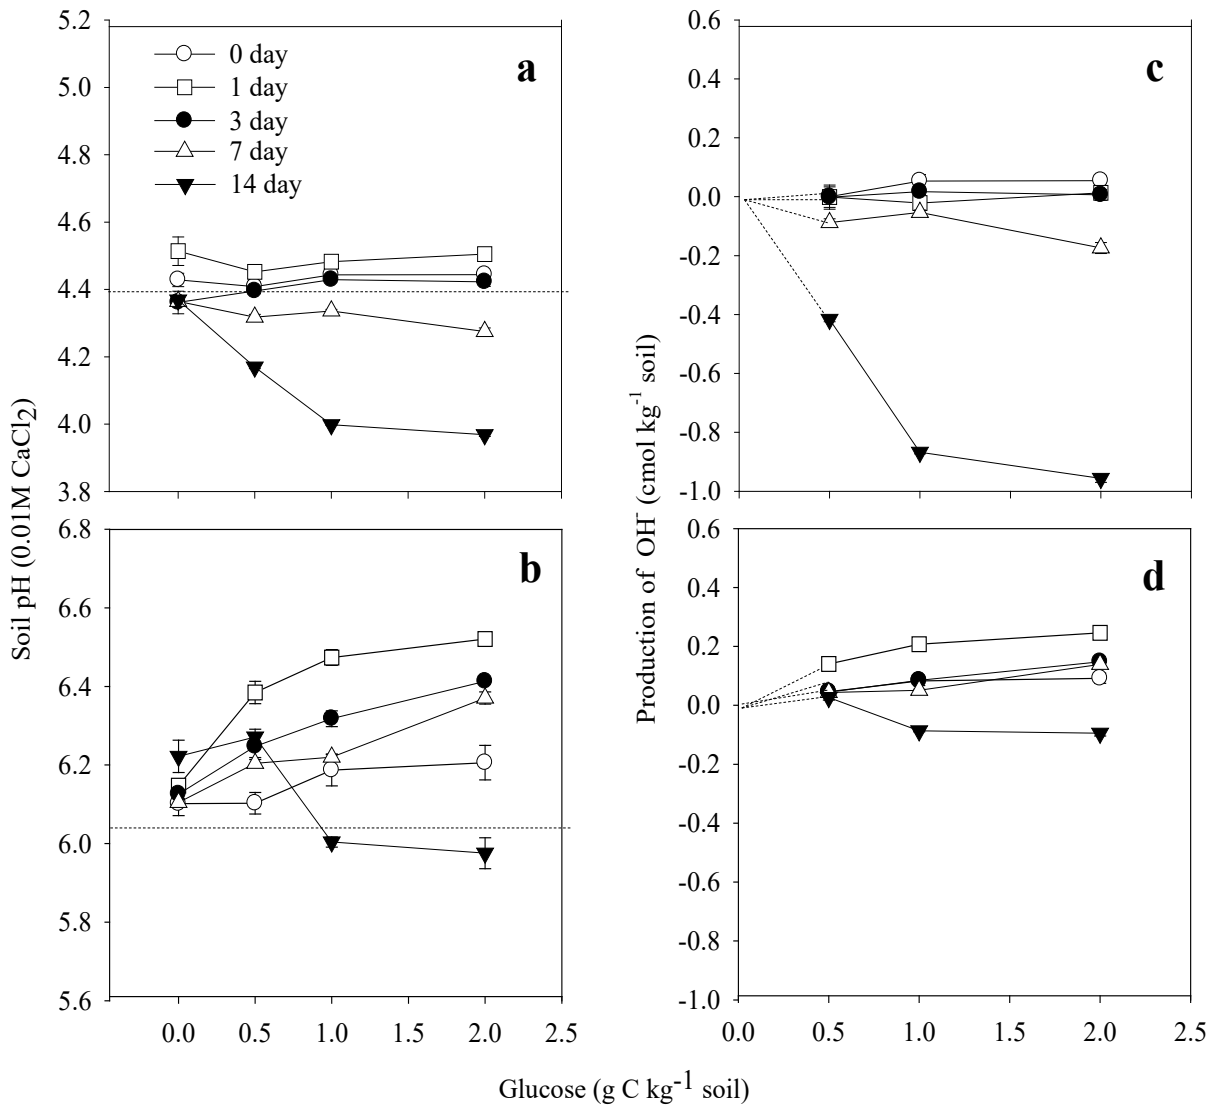 5.2
5.0
4.8
4.6
4.4
4.2
4.0
3.8
0 day
1 day
3 day
7 day
14 day
a
0.6
0.4
0.2
0.0
-0.2
-0.4
-0.6
-0.8
-1.0
c
Soil pH (0.01M CaCl2)
Production of OH- (cmol kg-1 soil)
6.8
6.6
6.4
6.2
6.0
5.8
5.6
b
0.0 0.5 1.0 1.5 2.0 2.5
0.6
0.4
0.2
0.0
-0.2
-0.4
-0.6
-0.8
-1.0
d
0.0 0.5 1.0 1.5 2.0 2.5
Glucose (g C kg-1 soil)